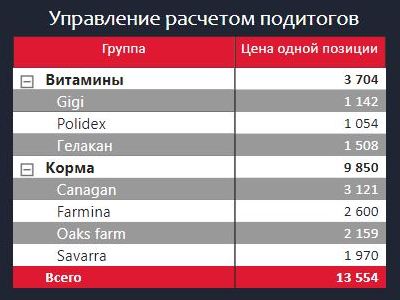 Управление расчетом подитогов
Группа Цена одной позиции
Витамины 3 704
Gigi 1 142
Polidex 1 054
Гелакан 1 508
Корма 9 850
Canagan 3 121
Farmina 2 600
Oaks farm 2 159
Savarra 1 970
Всего 13 554